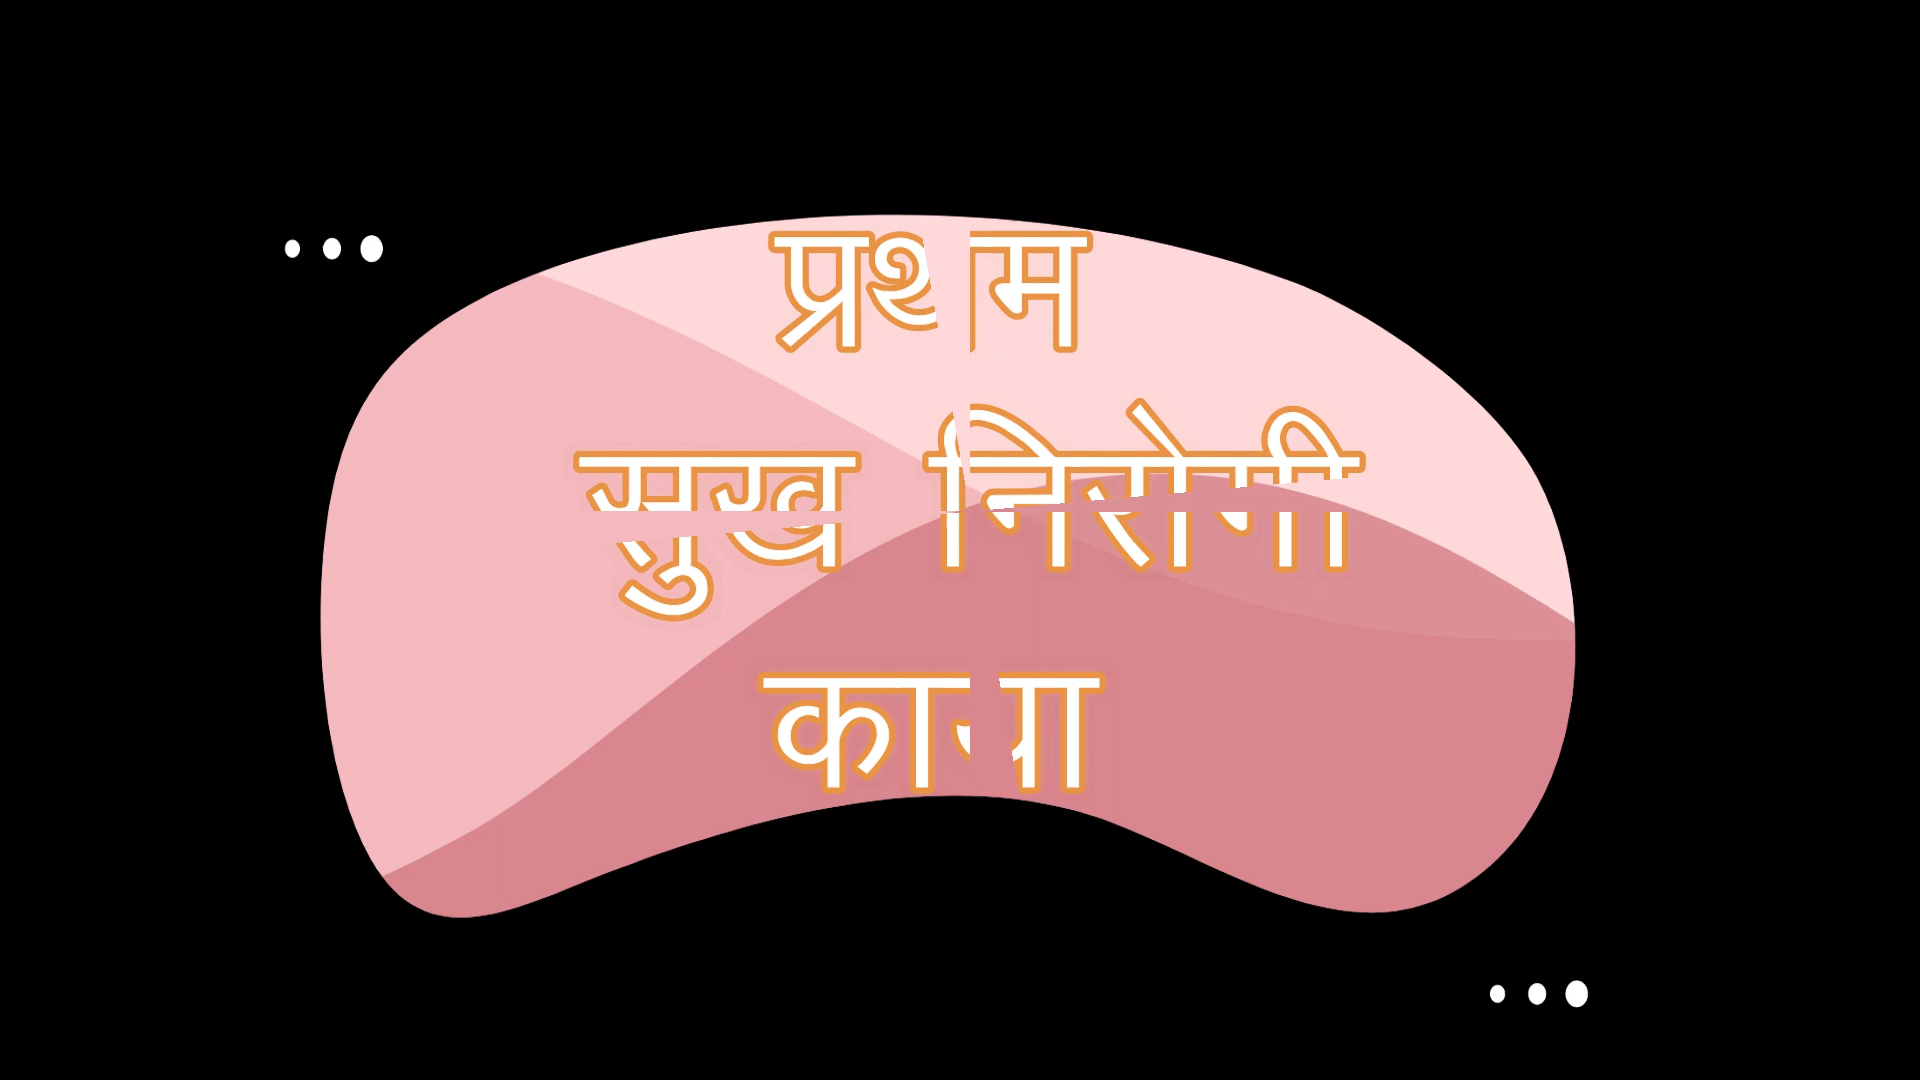 प्रथम
सुख निरोगी
काया